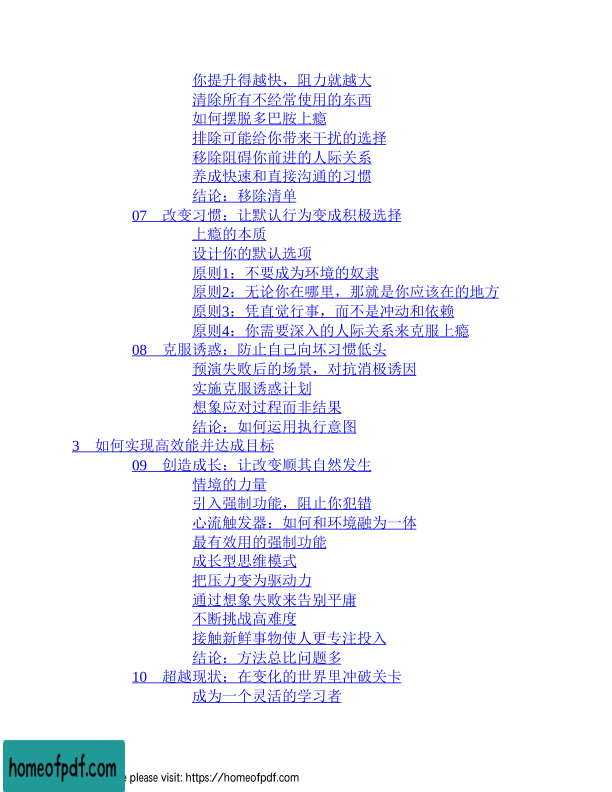 你提升得越快，阻力就越大
清除所有不经常使用的东西
如何摆脱多巴胺上瘾
排除可能给你带来干扰的选择
移除阻碍你前进的人际关系
养成快速和直接沟通的习惯
结论：移除清单
07 改变习惯：让默认行为变成积极选择
上瘾的本质
设计你的默认选项
原则1：不要成为环境的奴隶
原则2：无论你在哪里，那就是你应该在的地方
原则3：凭直觉行事，而不是冲动和依赖
原则4：你需要深入的人际关系来克服上瘾
08 克服诱惑：防止自己向坏习惯低头
预演失败后的场景，对抗消极诱因
实施克服诱惑计划
想象应对过程而非结果
结论：如何运用执行意图
3 如何实现高效能并达成目标
09 创造成长：让改变顺其自然发生
情境的力量
引入强制功能，阻止你犯错
心流触发器：如何和环境融为一体
最有效用的强制功能
成长型思维模式
把压力变为驱动力
通过想象失败来告别平庸
不断挑战高难度
接触新鲜事物使人更专注投入
结论：方法总比问题多
10 超越现状：在变化的世界里冲破关卡
成为一个灵活的学习者
homeofpdf.com
please visit: https://homeofpdf.com